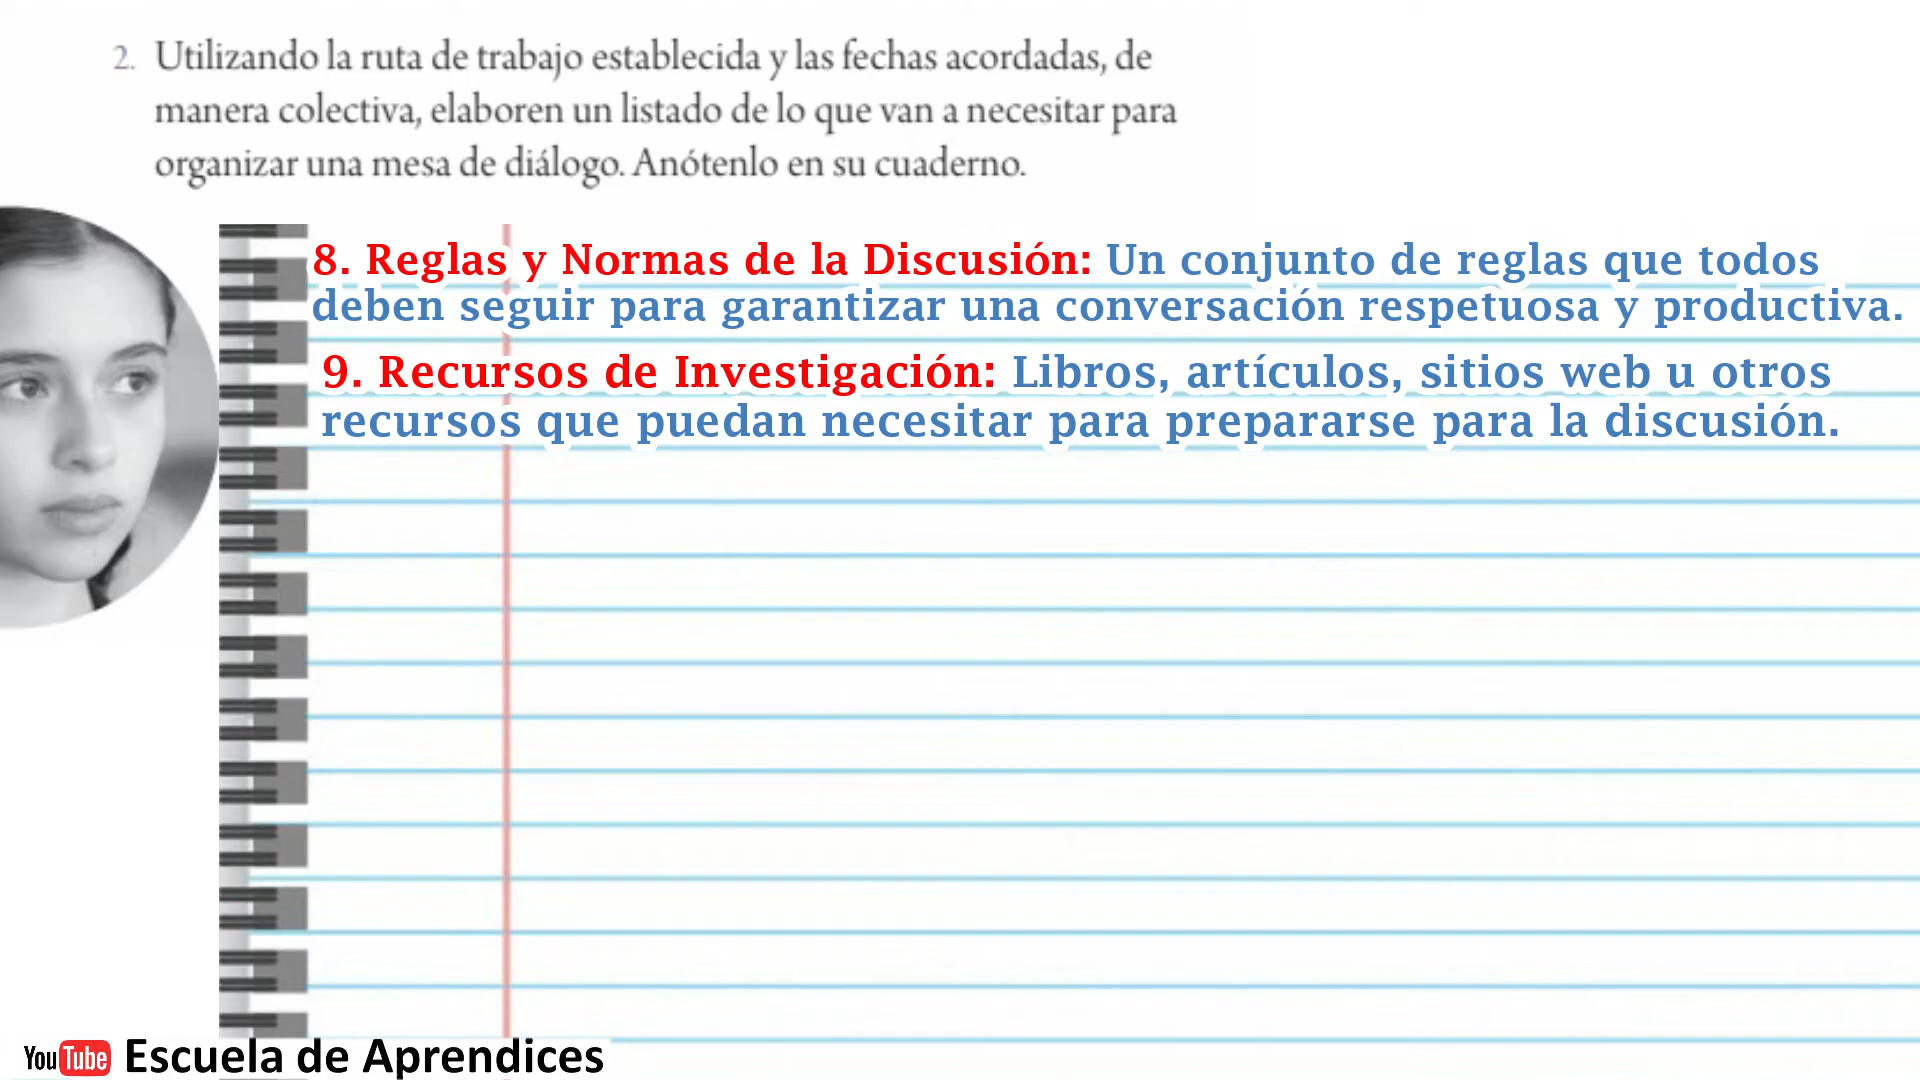 2. Utilizando la ruta de trabajo establecida y las fechas acordadas, de
manera colectiva, elaboren un listado de lo que van a necesitar para
organizar una mesa de diálogo. Anótenlo en su cuaderno.
8. Reglas y Normas de la Discusión: Un conjunto de reglas que todos
deben seguir para garantizar una conversación respetuosa y productiva.
9. Recursos de Investigación: Libros, artículos, sitios web u otros
recursos que puedan necesitar para prepararse para la discusión.
YouTube Escuela de Aprendices